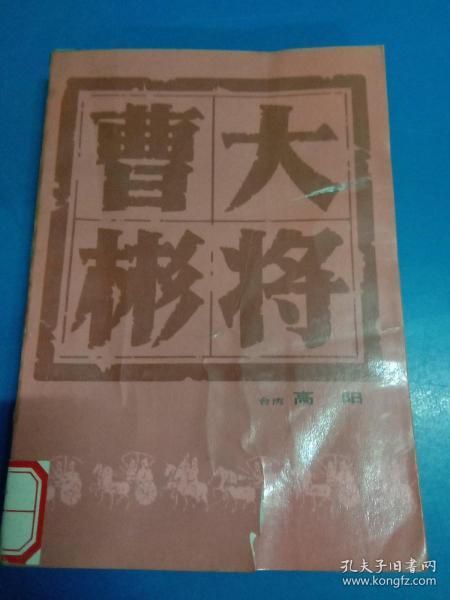 大将
曹彬
台湾 高阳
孔夫子旧书网
www.kongfz.com